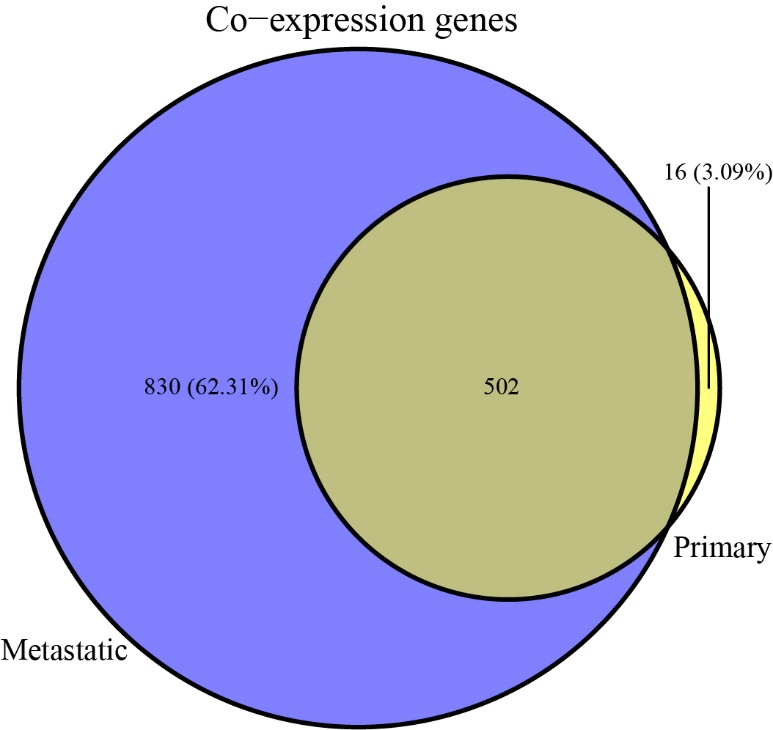 Co−expression genes
16 (3.09%)
830 (62.31%)
502
Primary
Metastatic